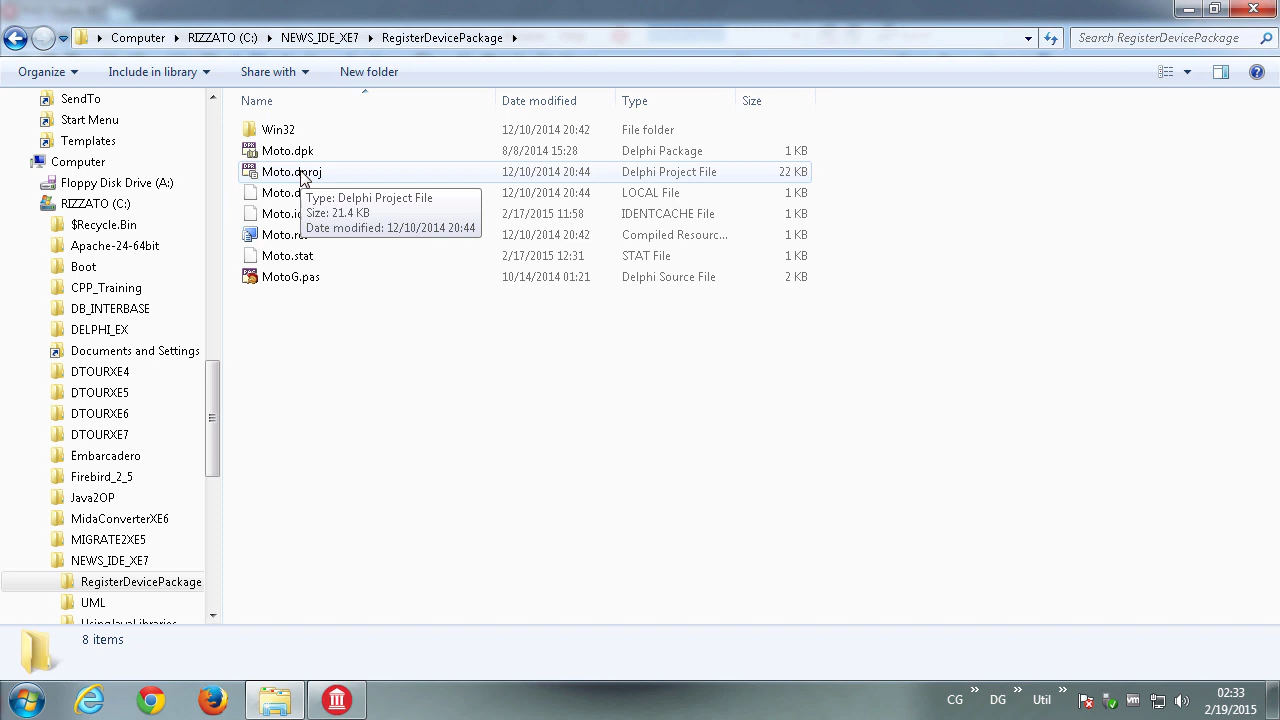 Computer RIZZATO (C:) NEWS_IDE_XE7 RegisterDevicePackage
Search RegisterDevicePackage
Organize Include in library Share with New folder
SendTo
Start Menu
Templates
Computer
Floppy Disk Drive (A:)
RIZZATO (C:)
$Recycle.Bin
Apache-24-64bit
Boot
CPP_Training
DB_INTERBASE
DELPHI_EX
Documents and Settings
DTOURXE4
DTOURXE5
DTOURXE6
DTOURXE7
Embarcadero
Firebird_2_5
Java2OP
MidaConverterXE6
MIGRATE2XE5
NEWS_IDE_XE7
RegisterDevicePackage
UML
UsingJavaLibraries
Name Date modified Type Size
Win32 12/10/2014 20:42 File folder
Moto.dpk 8/8/2014 15:28 Delphi Package 1 KB
Moto.dproj 12/10/2014 20:44 Delphi Project File 22 KB
Moto.d 12/10/2014 20:44 LOCAL File 1 KB
Moto.i 2/17/2015 11:58 IDENTCACHE File 1 KB
Moto.r 12/10/2014 20:42 Compiled Resourc... 1 KB
Moto.stat 2/17/2015 12:31 STAT File 1 KB
MotoG.pas 10/14/2014 01:21 Delphi Source File 2 KB
Type: Delphi Project File
Size: 21.4 KB
Date modified: 12/10/2014 20:44
8 items
CG » DG » Util »
02:33
2/19/2015